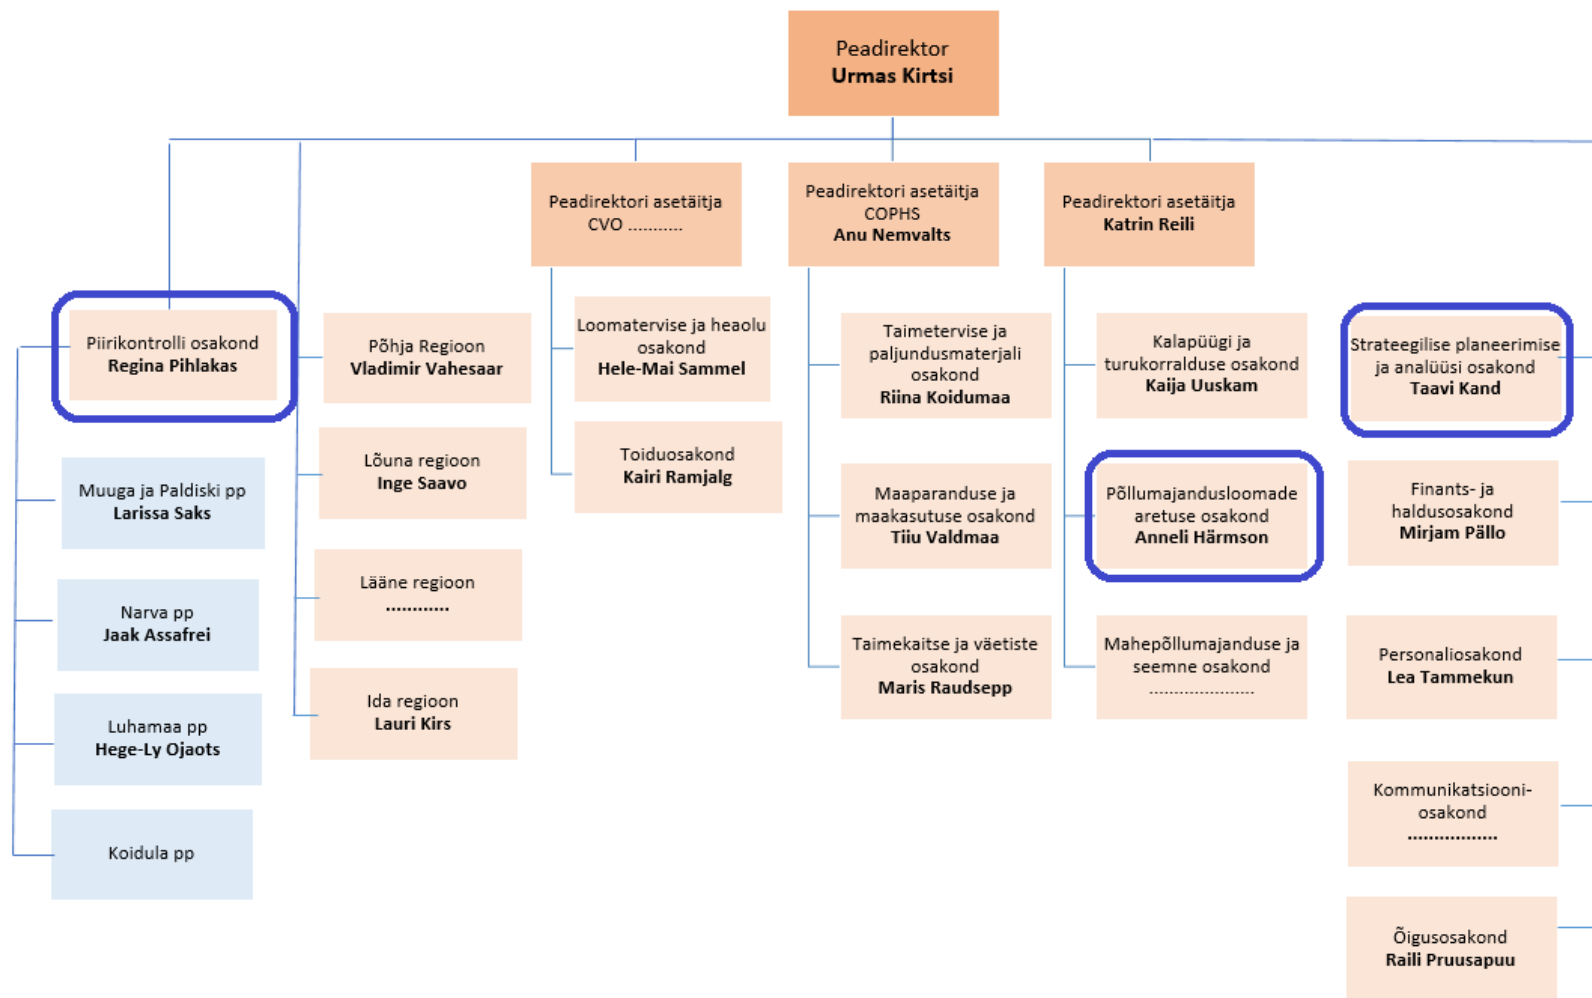 Peadirektor
Urmas Kirtsi
Peadirektori asetäitja
CVO ...........
Peadirektori asetäitja
COPHS
Anu Nemvalts
Peadirektori asetäitja
Katrin Reili
Piirikontrolli osakond
Regina Pihlakas
Muuga ja Paldiski pp
Larissa Saks
Narva pp
Jaak Assafrei
Luhamaa pp
Hege-Ly Ojaots
Koidula pp
Põhja Regioon
Vladimir Vahesaar
Lõuna regioon
Inge Saavo
Lääne regioon
............
Ida regioon
Lauri Kirs
Loomatervise ja heaolu
osakond
Hele-Mai Sammel
Toiduosakond
Kairi Ramjalg
Taimetervise ja
paljundusmaterjali
osakond
Riina Koidumaa
Maaparanduse ja
maakasutuse osakond
Tiiu Valdmaa
Taimekaitse ja väetiste
osakond
Maris Raudsepp
Kalapüügi ja
turukorralduse osakond
Kaija Uuskam
Põllumajandusloomade
aretuse osakond
Anneli Härmson
Mahepõllumajanduse ja
seemne osakond
.....................
Strateegilise planeerimise
ja analüüsi osakond
Taavi Kand
Finants- ja
haldusosakond
Mirjam Pällo
Personaliosakond
Lea Tammekun
Kommunikatsiooni-
osakond
.................
Õigusosakond
Raili Pruusapuu